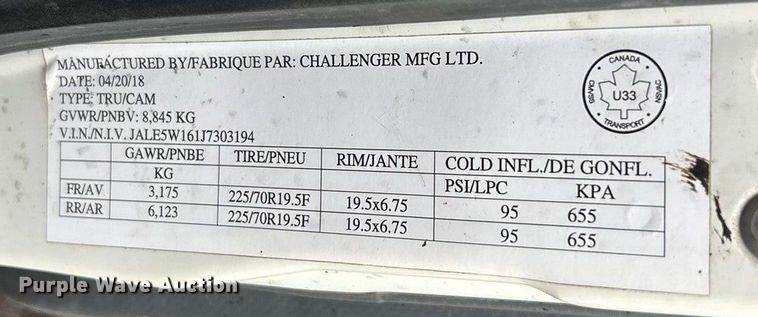 MANUFACTURED BY/FABRIQUE PAR: CHALLENGER MFG LTD.
DATE: 04/20/18
TYPE: TRU/CAM
GVWR/PNBV: 8,845 KG
V.I.N./N.I.V. JALE5W161J7303194
CANADA
CMVSS U33 NSVAC
TRANSPORT
GAWR/PNBE TIRE/PNEU RIM/JANTE COLD INFL./DE GONFL.
KG PSI/LPC KPA
FR/AV 3,175 225/70R19.5F 19.5x6.75 95 655
RR/AR 6,123 225/70R19.5F 19.5x6.75 95 655
Purple Wave Auction